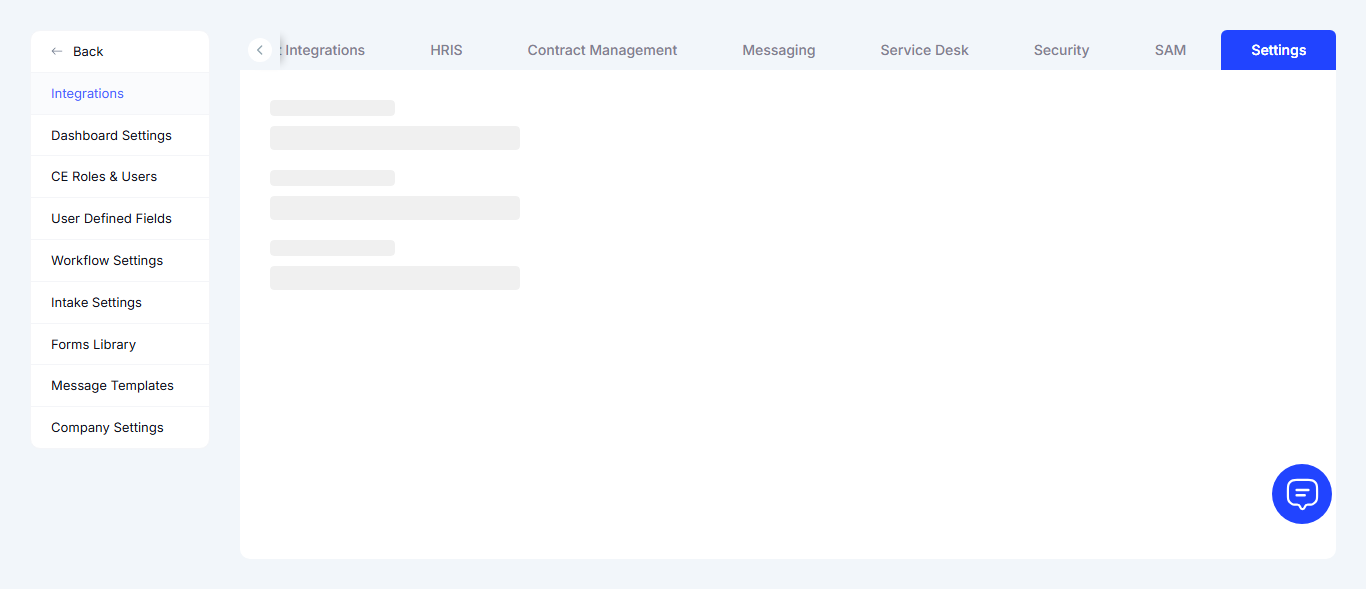 Back
Integrations
Dashboard Settings
CE Roles & Users
User Defined Fields
Workflow Settings
Intake Settings
Forms Library
Message Templates
Company Settings
Integrations HRIS Contract Management Messaging Service Desk Security SAM Settings